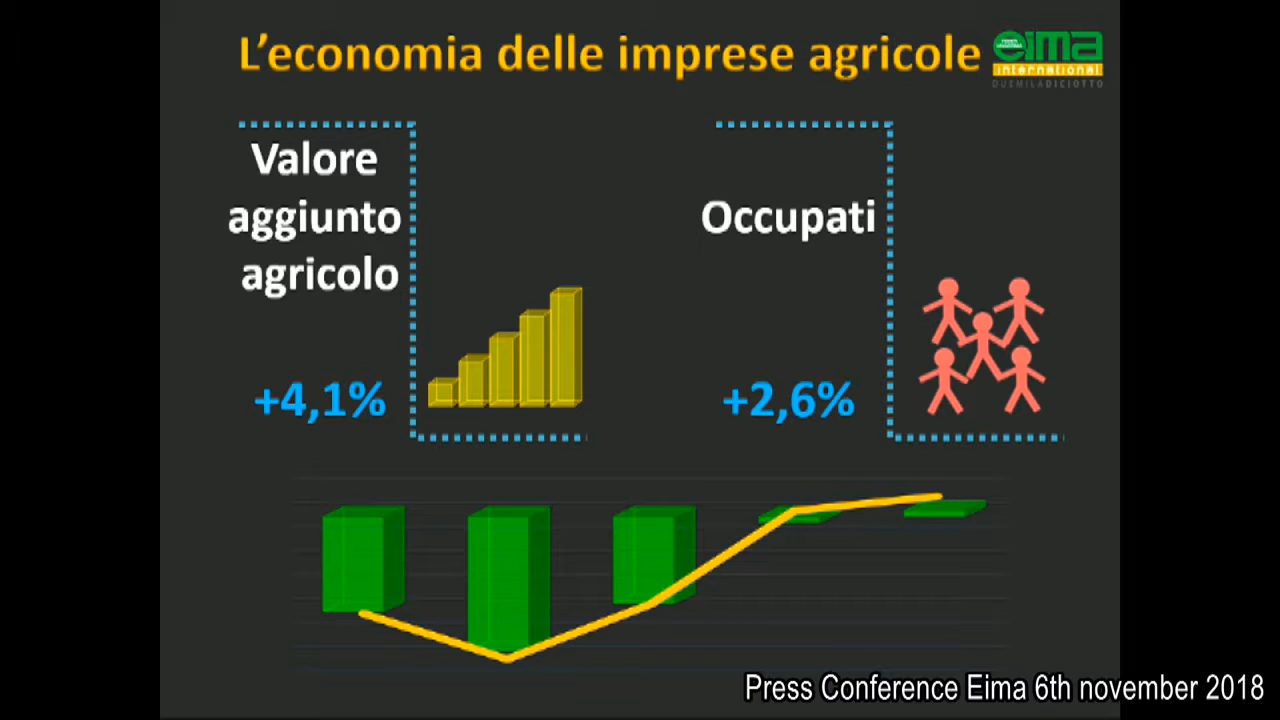 L'economia delle imprese agricole
eima
international
DUEMILADICIOTTO
Valore
aggiunto
agricolo
+4,1%
Occupati
+2,6%
Press Conference Eima 6th november 2018